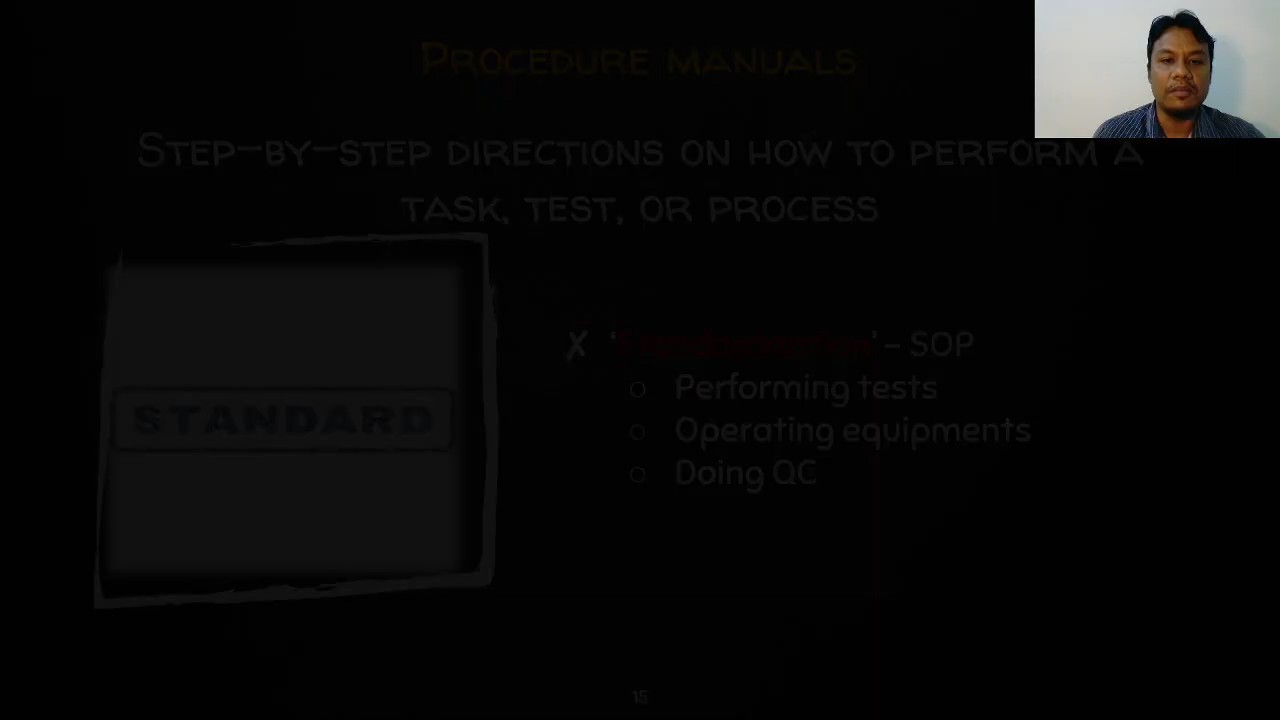 Procedure manuals
Step-by-step directions on how to perform a
task, test, or process
STANDARD
✗ ‘ ’ – SOP
o Performing tests
o Operating equipments
o Doing QC
15